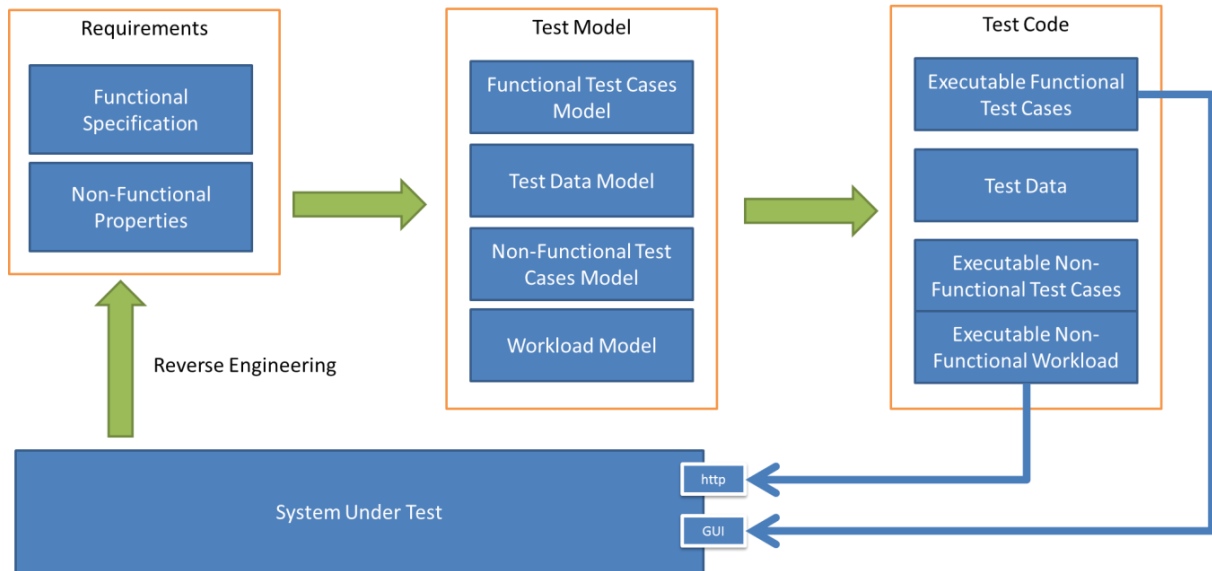 Requirements
Functional
Specification
Non-Functional
Properties
Reverse Engineering
Test Model
Functional Test Cases
Model
Test Data Model
Non-Functional Test
Cases Model
Workload Model
Test Code
Executable Functional
Test Cases
Test Data
Executable Non-
Functional Test Cases
Executable Non-
Functional Workload
System Under Test
http
GUI